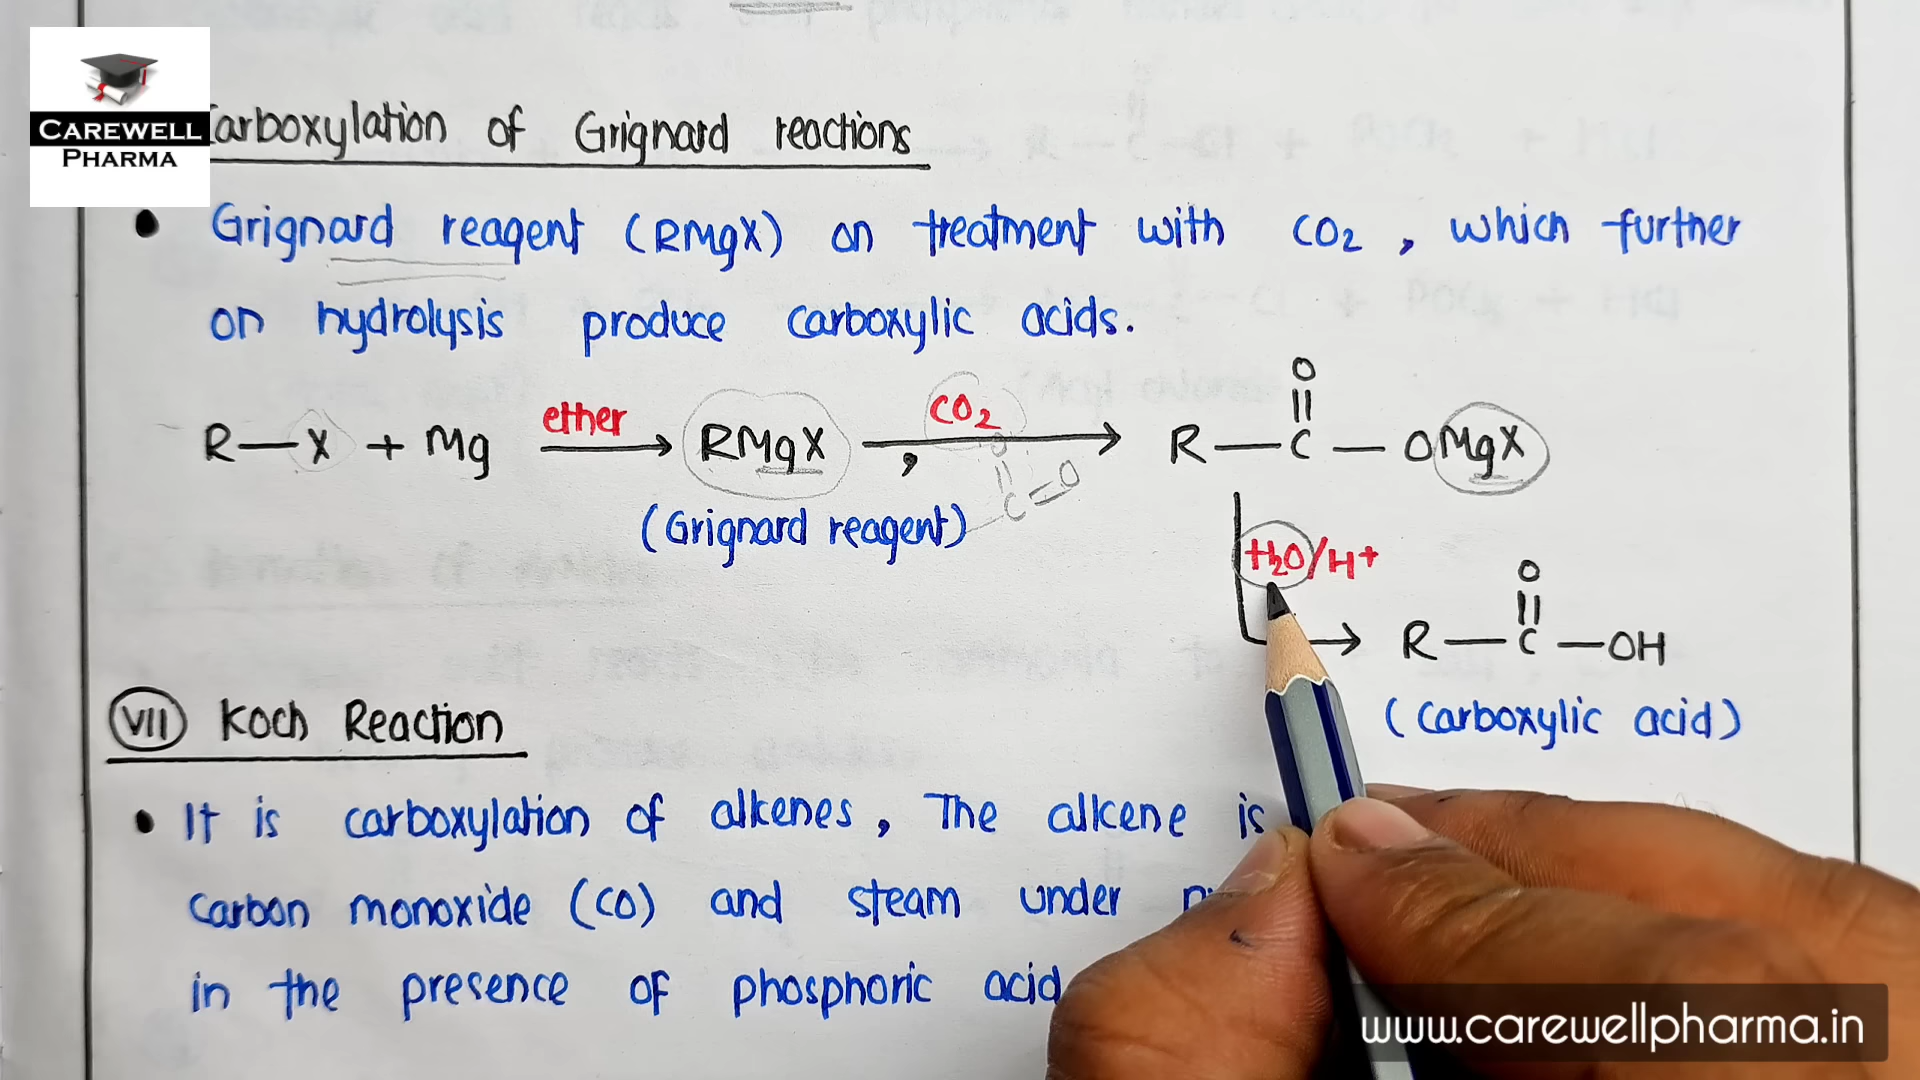 CAREWELL
PHARMA
Carboxylation of Grignard reactions
• Grignard reagent (RMgX) on treatment with CO2, which further
on hydrolysis produce carboxylic acids.
R—X + Mg ether → RMgX , CO2 → R—C—OMgX
O
||
O
||
C=O
(Grignard reagent)
H2O/H+
O
||
→ R—C—OH
(Carboxylic acid)
VII Koch Reaction
• It is carboxylation of alkenes, The alkene is
carbon monoxide (CO) and steam under
in the presence of phosphoric acid
www.carewellpharma.in